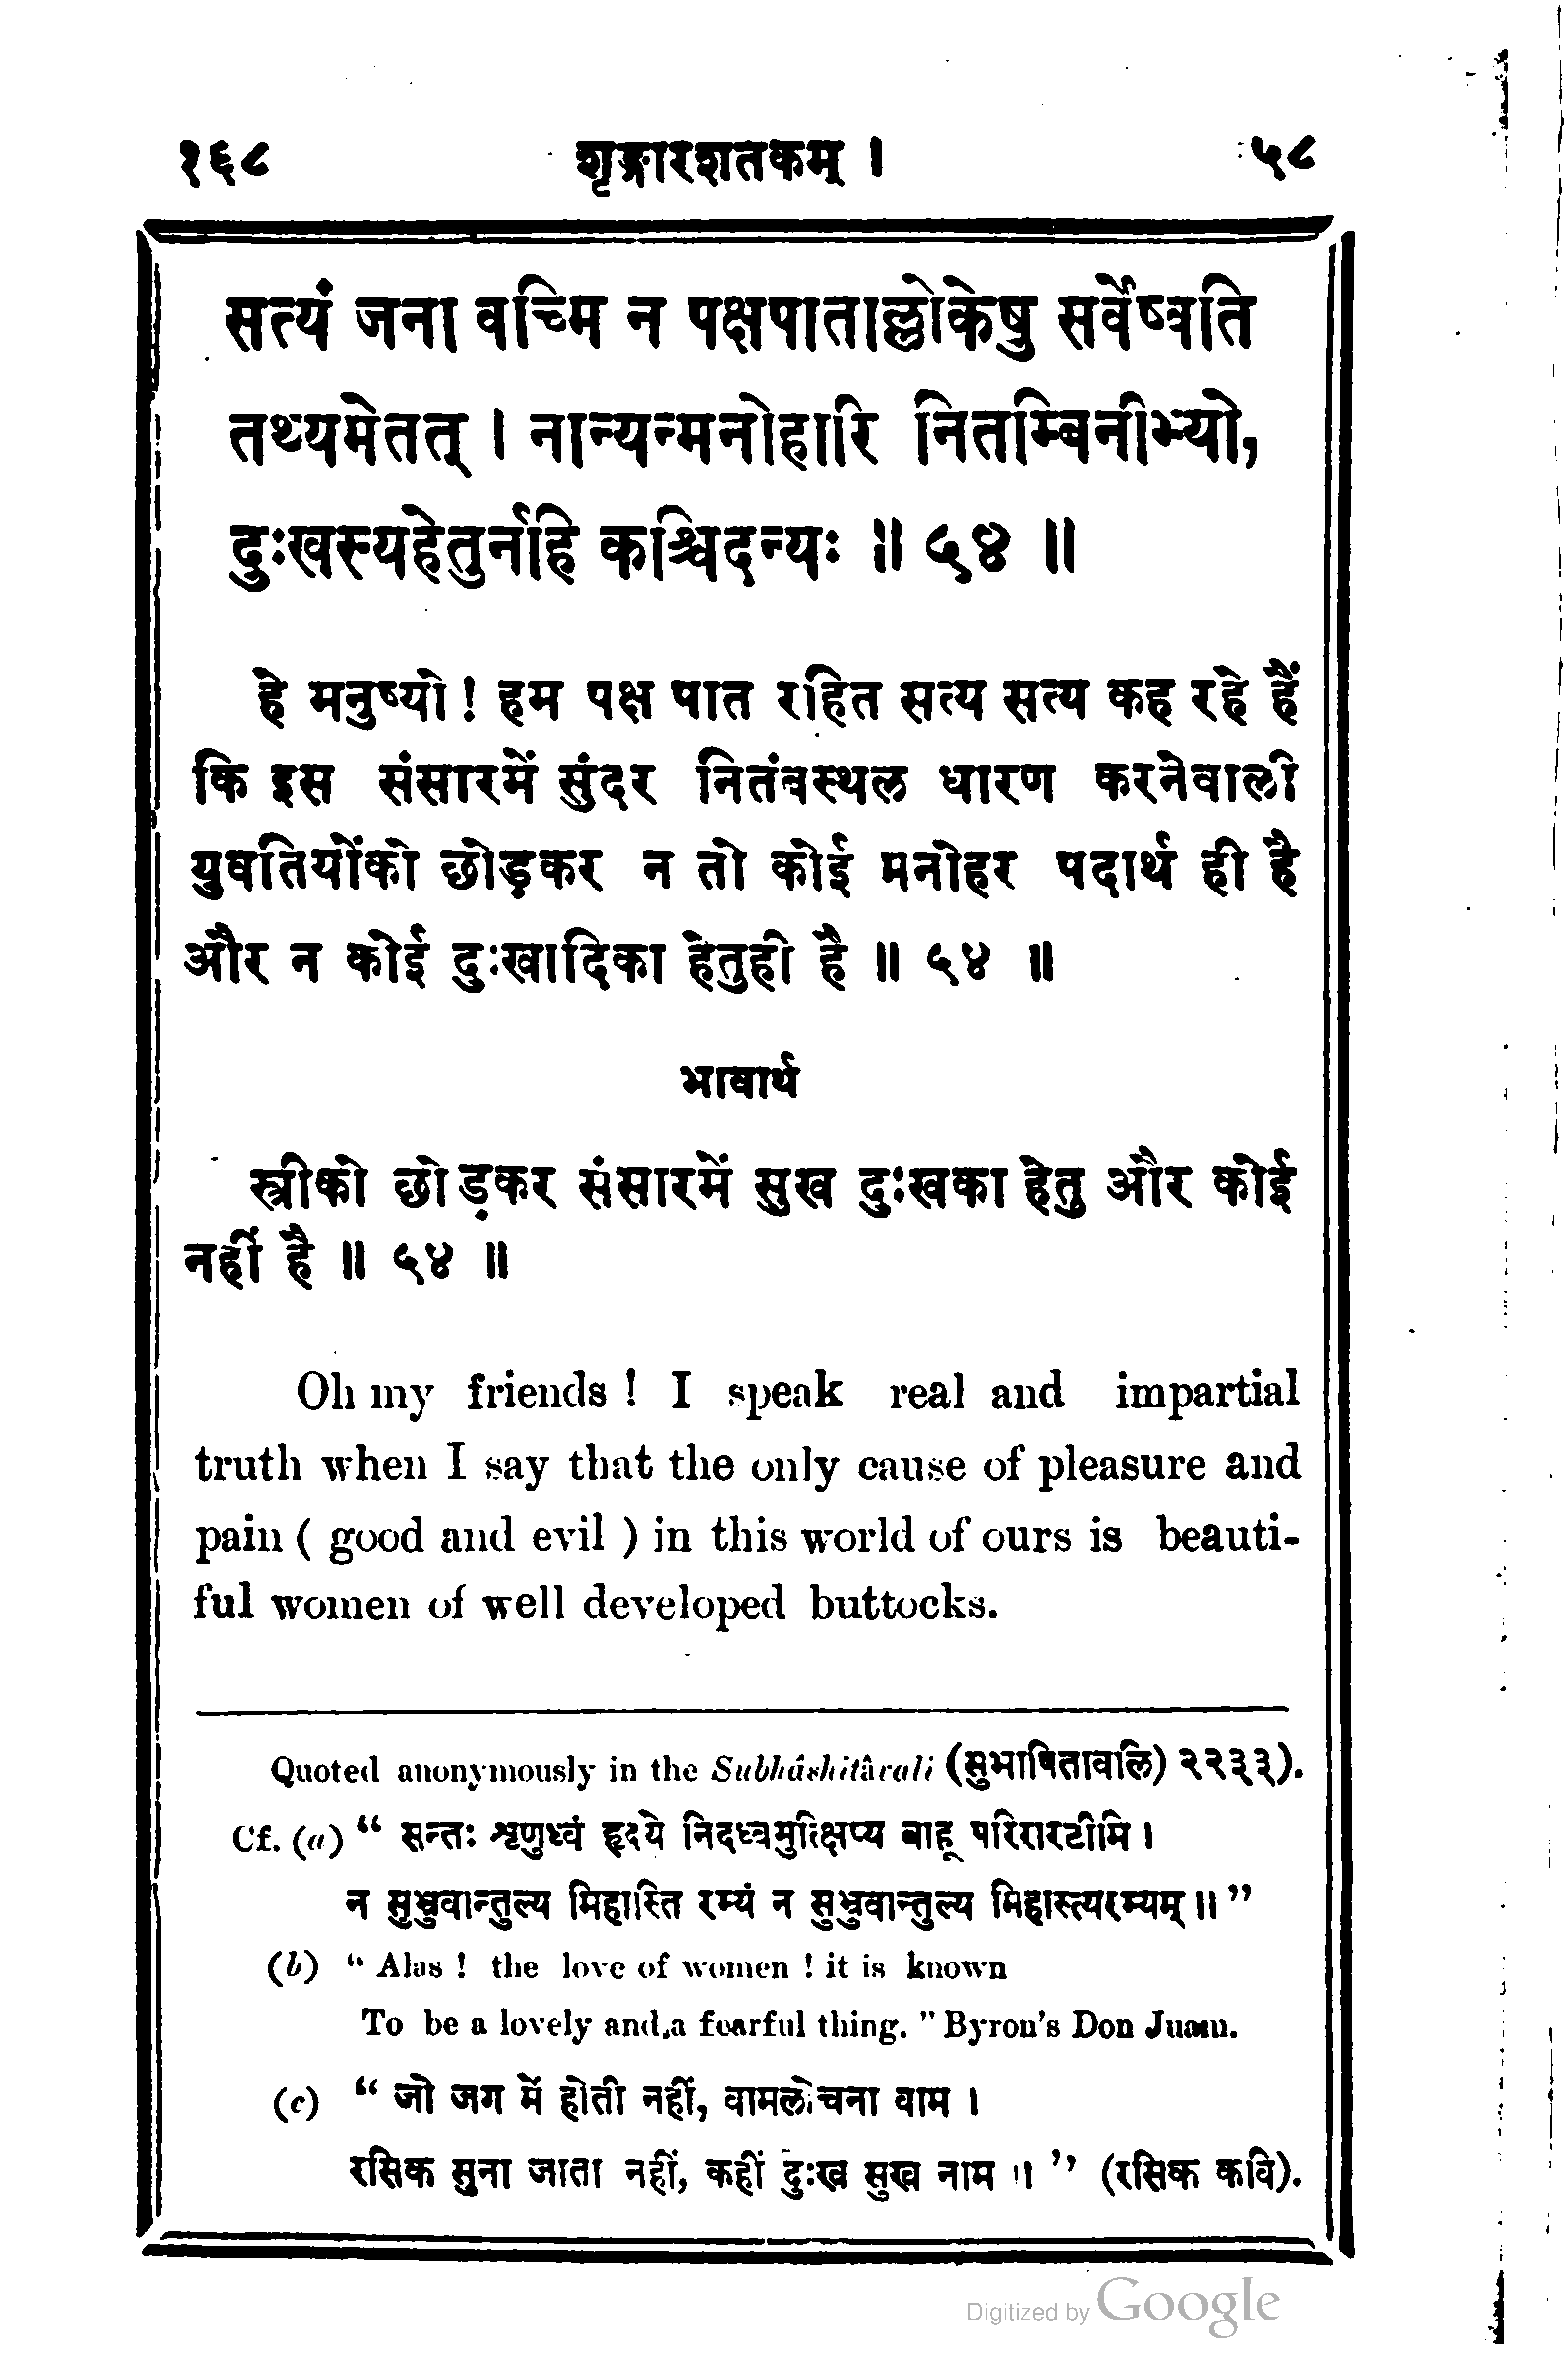 १६८ शृङ्गारशतकम् । ५८
सत्यं जना वच्मि न पक्षपाताल्लोकेषु सर्वेष्वति
तथ्यमेतत् । नान्यन्मनोहारि नितम्बिनीभ्यो,
दुःखस्यहेतुर्नहि कश्चिदन्यः ॥ ५४ ॥
हे मनुष्यो ! हम पक्ष पात रहित सत्य सत्य कह रहे हैं
कि इस संसारमें सुंदर नितंबस्थल धारण करनेवाली
युवतियोंको छोड़कर न तो कोई मनोहर पदार्थ ही है
और न कोई दुःखादिका हेतुही है ॥ ५४ ॥
भावार्थ
स्त्रीको छोड़कर संसारमें सुख दुःखका हेतु और कोई
नहीं है ॥ ५४ ॥
Oh my friends ! I speak real and impartial
truth when I say that the only cause of pleasure and
pain ( good and evil ) in this world of ours is beauti-
ful women of well developed buttocks.
Quoted anonymously in the Subhâshitâvali (सुभाषितावलि) २२३३).
Cf. (a) “ सन्तः श्रृणुध्वं हृदये निदध्वमुत्क्षिप्य बाहू परिरारटीमि ।
न सुभ्रुवान्तुल्य मिहास्ति रम्यं न सुभ्रुवान्तुल्य मिहास्त्यरम्यम् ॥ ”
(b) “ Alas ! the love of women ! it is known
To be a lovely and a fearful thing. ” Byron's Don Juan.
(c) “ जो जग में होती नहीं, वामलोचना वाम ।
रसिक सुना जाता नहीं, कहीं दुःख सुख नाम ॥ ” (रसिक कवि).
Digitized by Google